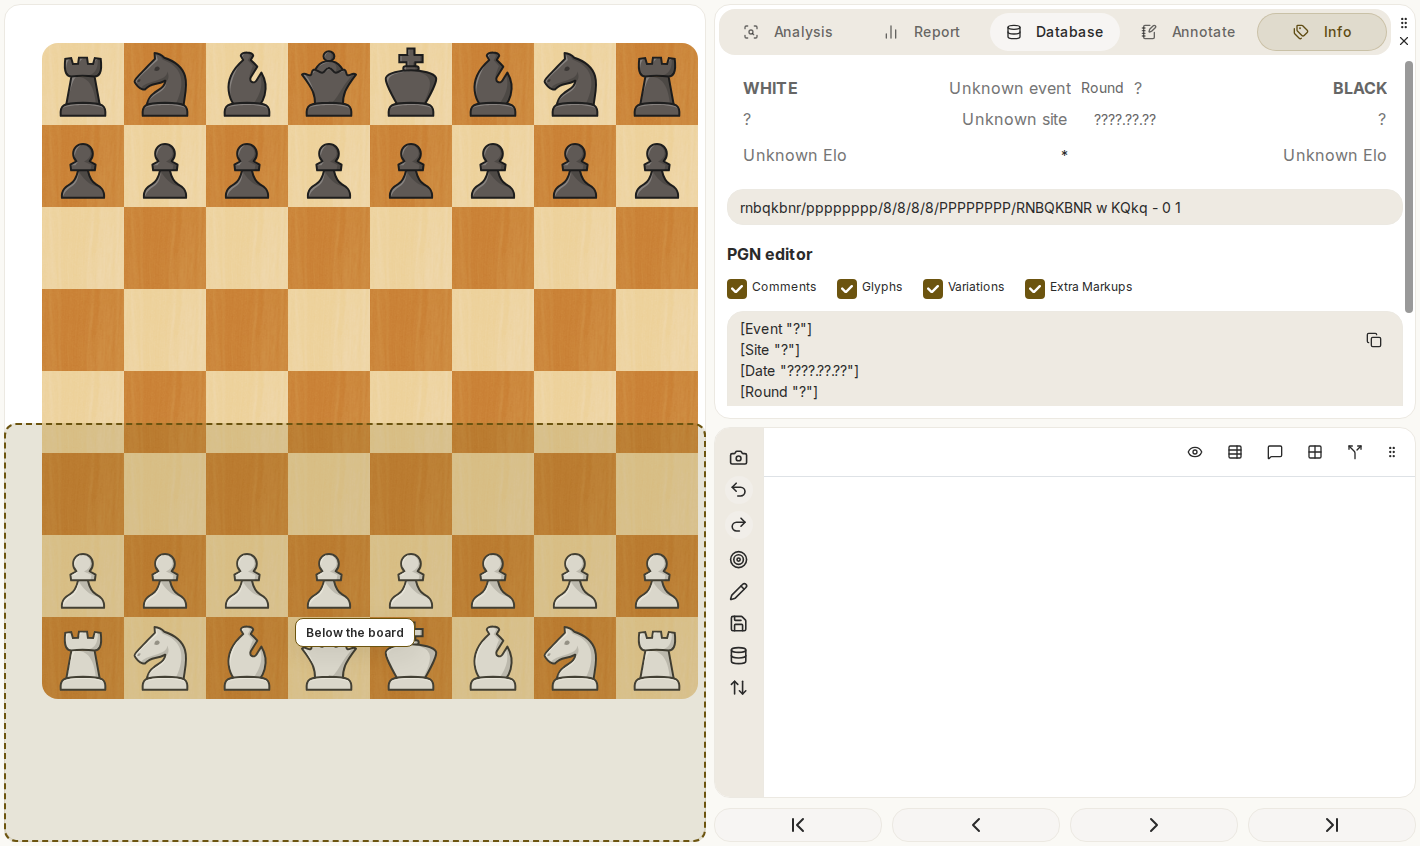 Analysis Report Database Annotate Info
WHITE Unknown event Round ? BLACK
? Unknown site ????.??.?? ?
Unknown Elo * Unknown Elo
rnbqkbnr/pppppppp/8/8/8/8/PPPPPPPP/RNBQKBNR w KQkq - 0 1
PGN editor
Comments Glyphs Variations Extra Markups
[Event "?"]
[Site "?"]
[Date "????.??.??"]
[Round "?"]
Below the board